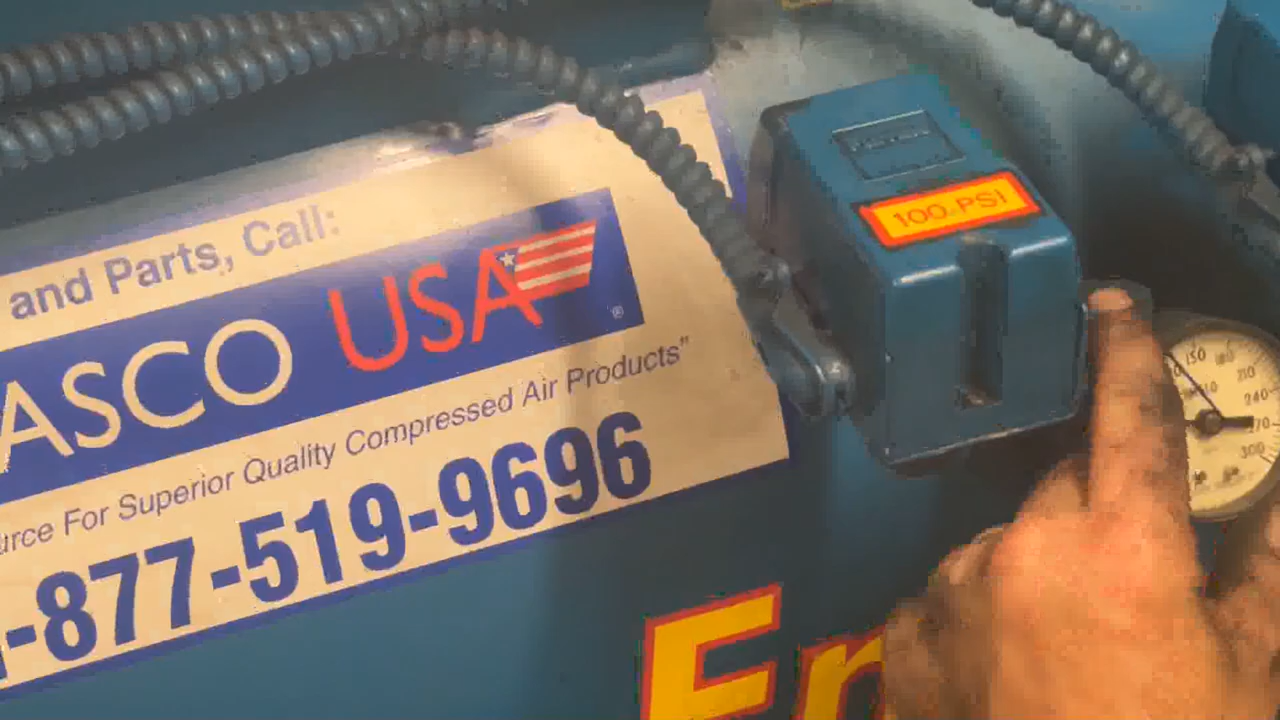 and Parts, Call:
ASCO USA
®
urce For Superior Quality Compressed Air Products"
-877-519-9696
100 PSI
150
210
240
270
300
En